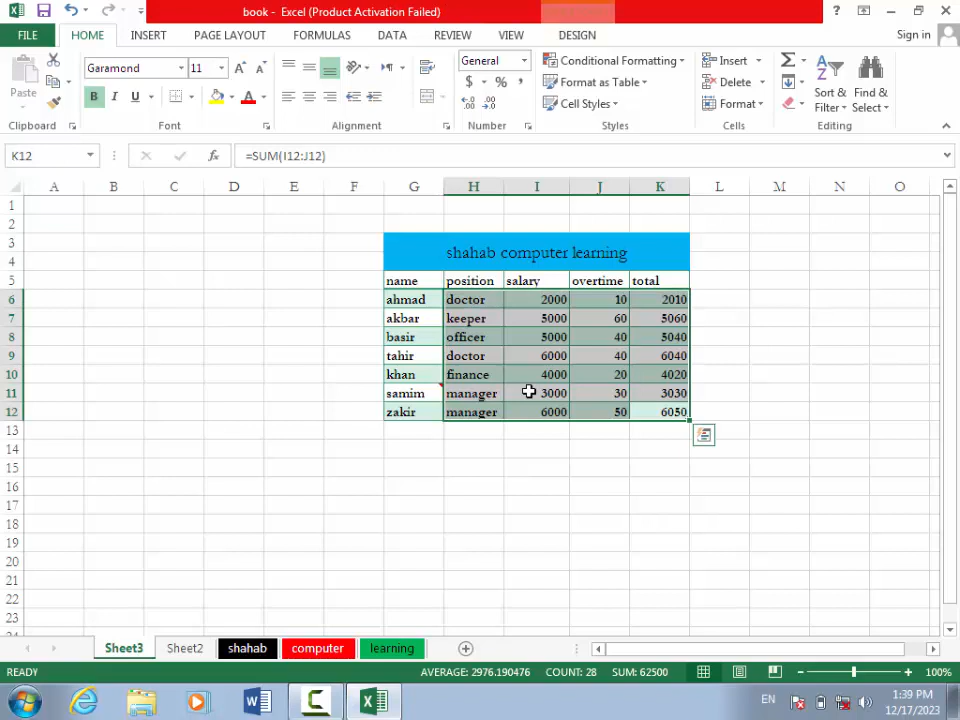 book - Excel (Product Activation Failed)
FILE HOME INSERT PAGE LAYOUT FORMULAS DATA REVIEW VIEW DESIGN Sign in
Paste Garamond 11 General Conditional Formatting Insert
B I U $ % , Format as Table Delete Sort & Find &
Cell Styles Format Filter Select
Clipboard Font Alignment Number Styles Cells Editing
K12 =SUM(I12:J12)
A B C D E F G H I J K L M N O
1
2
3
shahab computer learning
4
5 name position salary overtime total
6 ahmad doctor 2000 10 2010
7 akbar keeper 5000 60 5060
8 basir officer 5000 40 5040
9 tahir doctor 6000 40 6040
10 khan finance 4000 20 4020
11 samim manager 3000 30 3030
12 zakir manager 6000 50 6050
13
14
15
16
17
18
19
20
21
22
23
Sheet3 Sheet2 shahab computer learning
READY AVERAGE: 2976.190476 COUNT: 28 SUM: 62500 100%
EN 1:39 PM
12/17/2023